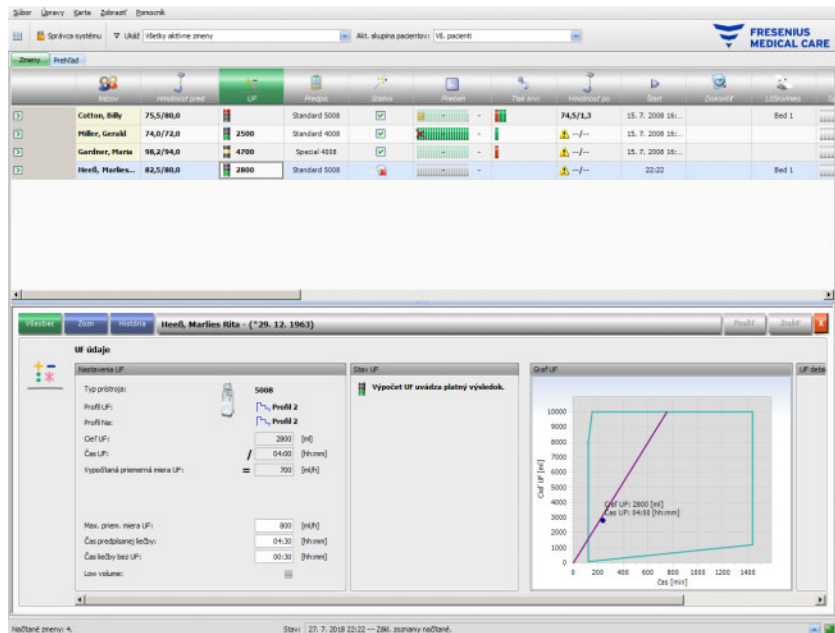 Súbor Úpravy Karta Zobraziť Pomocník
Správca systému Ukáž Všetky aktívne zmeny Akt. skupina pacientov: Vš. pacienti
FRESENIUS
MEDICAL CARE
Zmeny Prehľad
Názov Hmotnosť pred UF Predpis Status Priebeh Tlak krvi Hmotnosť po Štart Dokončiť
Cotton, Billy 75,5/80,0 Standard 5008 - - 74,5/1,3 15. 7. 2008 16:... Bed 1
Miller, Gerald 74,0/72,0 2500 Standard 4008 - --/-- 15. 7. 2008 16:...
Gardner, Maria 98,2/94,0 4700 Special 4008 - - --/-- 15. 7. 2008 16:...
Heeß, Marlies... 82,5/80,0 2800 Standard 5008 - - --/-- 22:22 Bed 1
Všeobec Zozn História Heeß, Marlies Rita - (*29. 12. 1963) Použiť Zrušiť X
UF údaje
Nastavenia UF Stav UF Graf UF UF detai
Typ prístroja: 5008 Výpočet UF uvádza platný výsledok.
Profil UF: Profil 2
Profil Na: Profil 2
Cieľ UF: 2800 [ml]
Čas UF: / 04:00 [hh:mm]
Vypočítaná priemerná miera UF: = 700 [ml/h]
Max. priem. miera UF: 800 [ml/h]
Čas predpísanej liečby: 04:30 [hh:mm]
Čas liečby bez UF: 00:30 [hh:mm]
Low volume:
10000
9000
8000
7000
6000
5000
4000
3000
2000
1000
0
Cieľ UF [ml]
Cieľ UF: 2800 [ml]
Čas UF: 04:00 [hh:mm]
0 200 400 600 800 1000 1200 1400
Čas [min]
Načítané zmeny: 4. Stav: 27. 7. 2018 22:22 --- Zákl. zoznamy načítané.